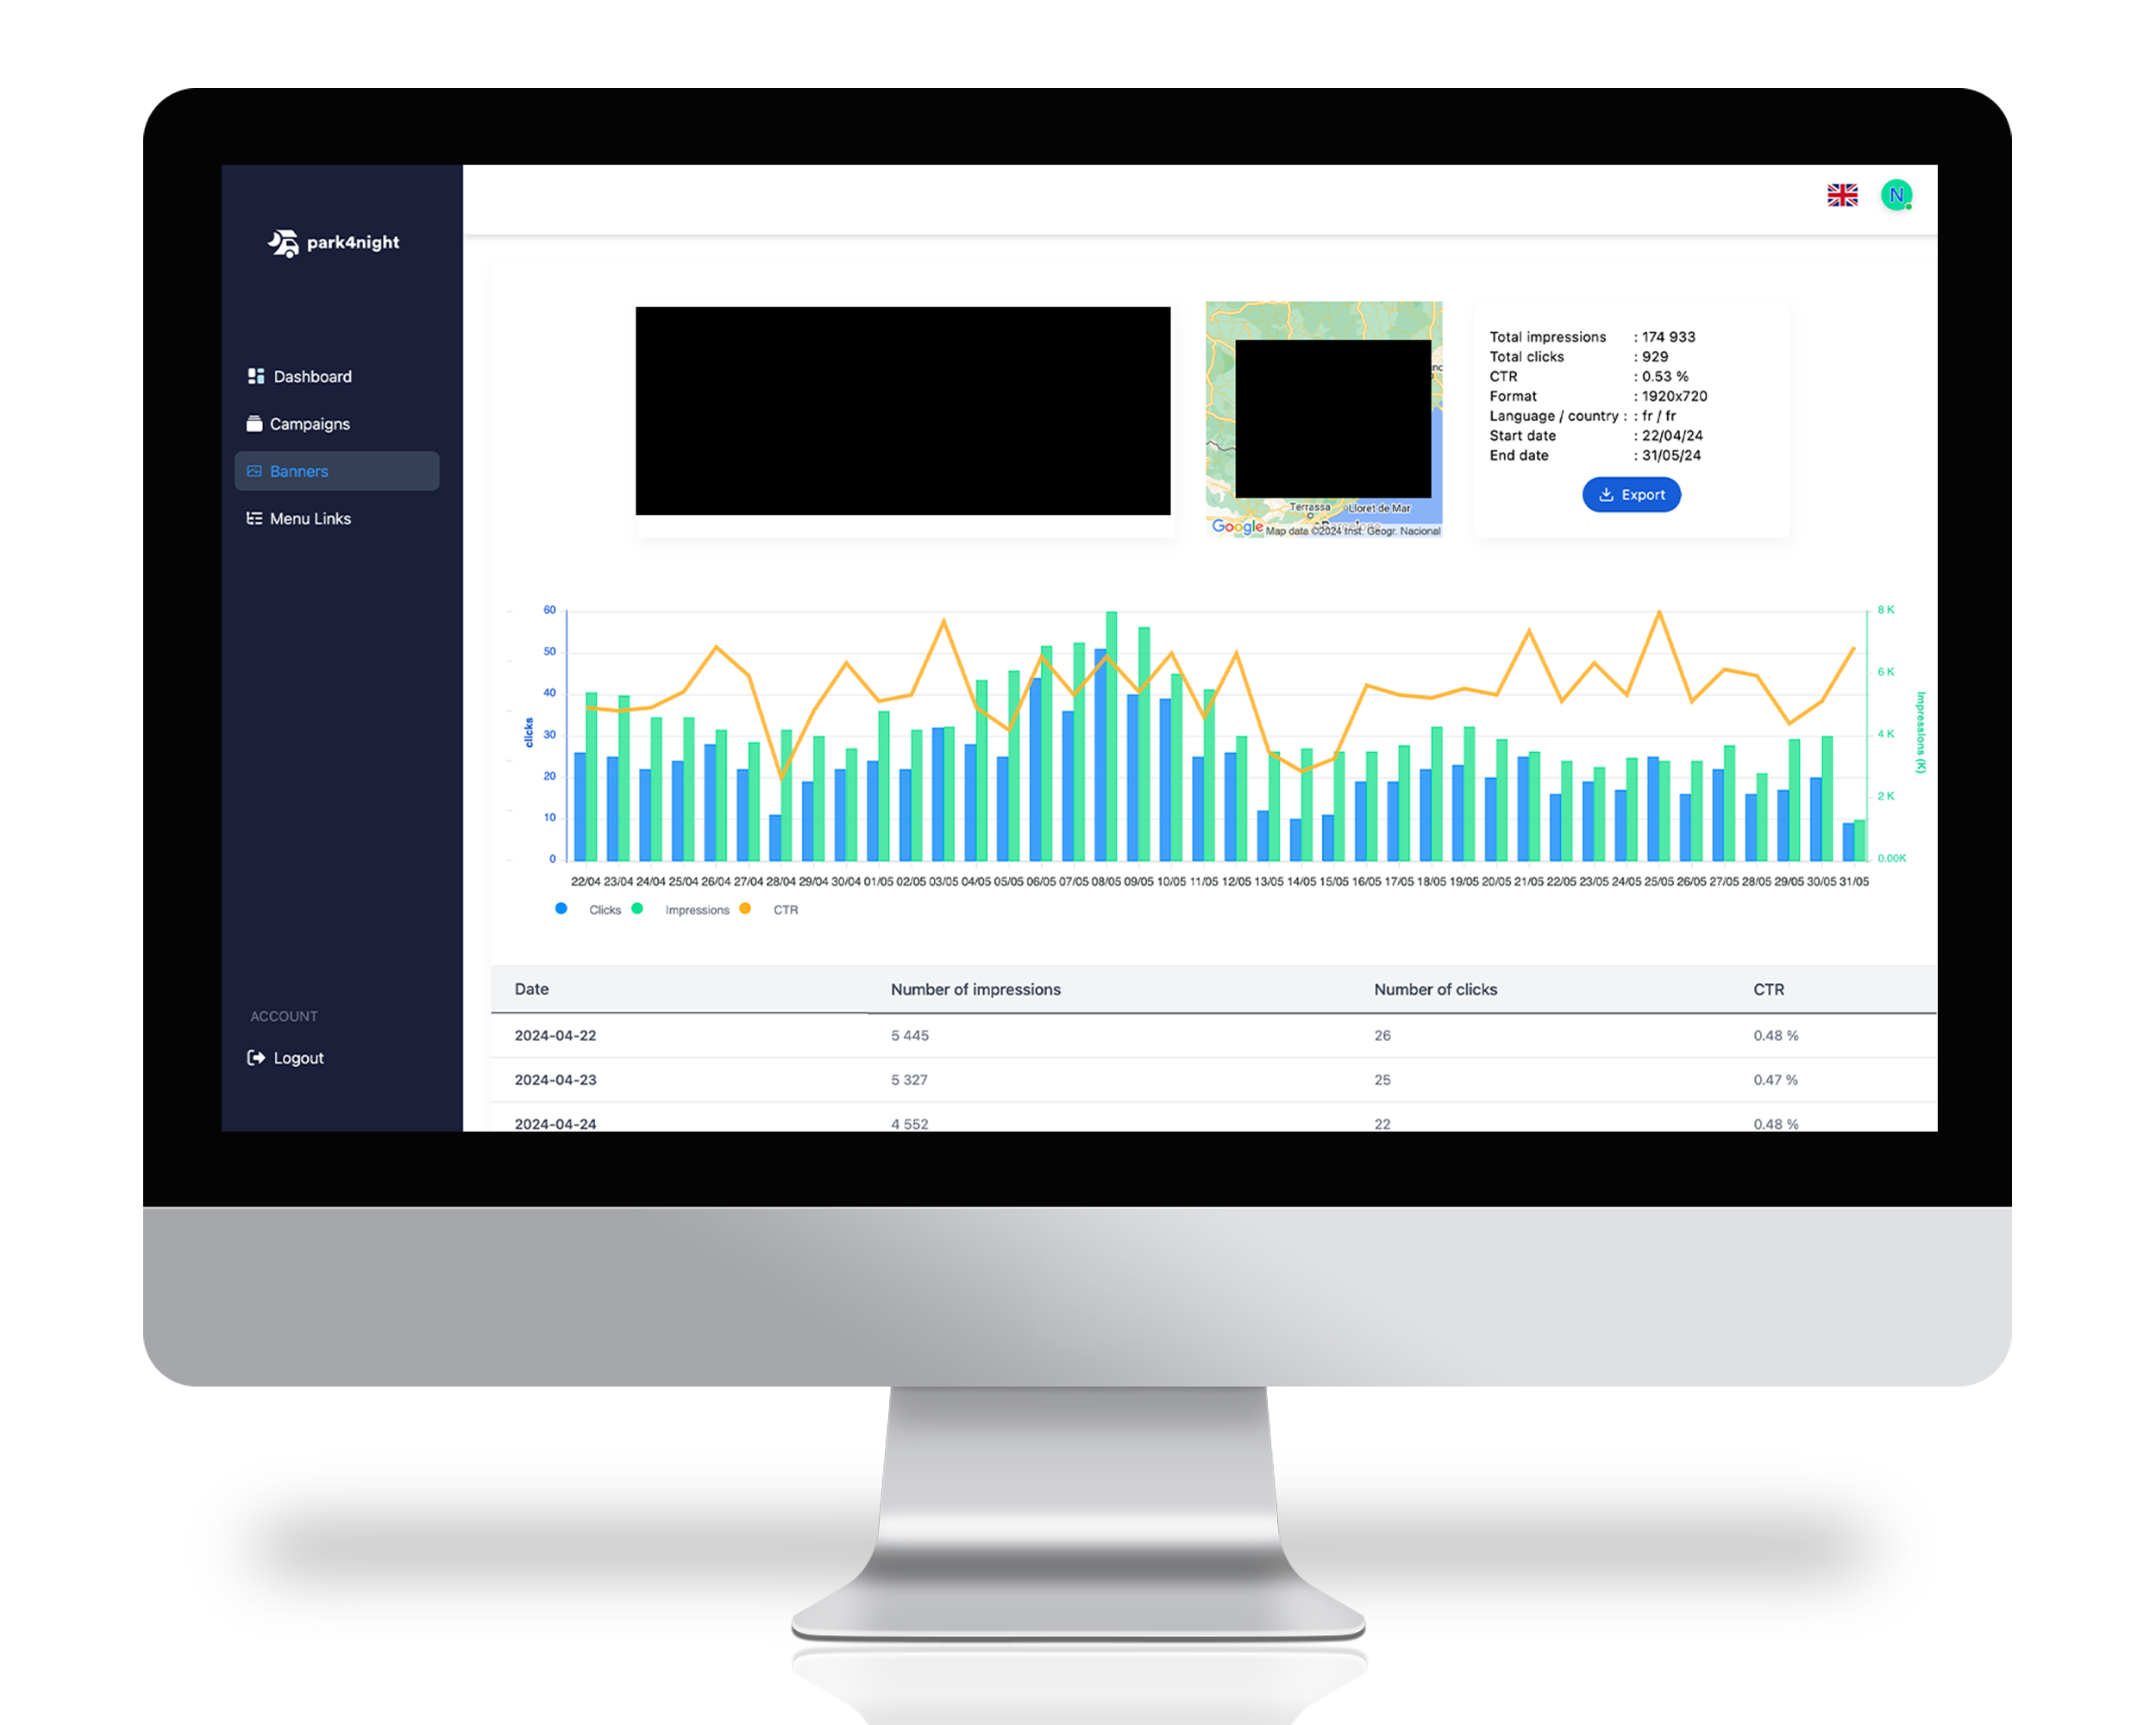 park4night
N
Dashboard
Campaigns
Banners
Menu Links
ACCOUNT
Logout
Terrassa
Lloret de Mar
Google
Map data ©2024 Inst. Geogr. Nacional
Total impressions : 174 933
Total clicks : 929
CTR : 0.53 %
Format : 1920x720
Language / country : : fr / fr
Start date : 22/04/24
End date : 31/05/24
Export
clicks
60
50
40
30
20
10
0
8 K
6 K
4 K
2 K
0.00K
Impressions (K)
22/04 23/04 24/04 25/04 26/04 27/04 28/04 29/04 30/04 01/05 02/05 03/05 04/05 05/05 06/05 07/05 08/05 09/05 10/05 11/05 12/05 13/05 14/05 15/05 16/05 17/05 18/05 19/05 20/05 21/05 22/05 23/05 24/05 25/05 26/05 27/05 28/05 29/05 30/05 31/05
Clicks Impressions CTR
Date Number of impressions Number of clicks CTR
2024-04-22 5 445 26 0.48 %
2024-04-23 5 327 25 0.47 %
2024-04-24 4 552 22 0.48 %